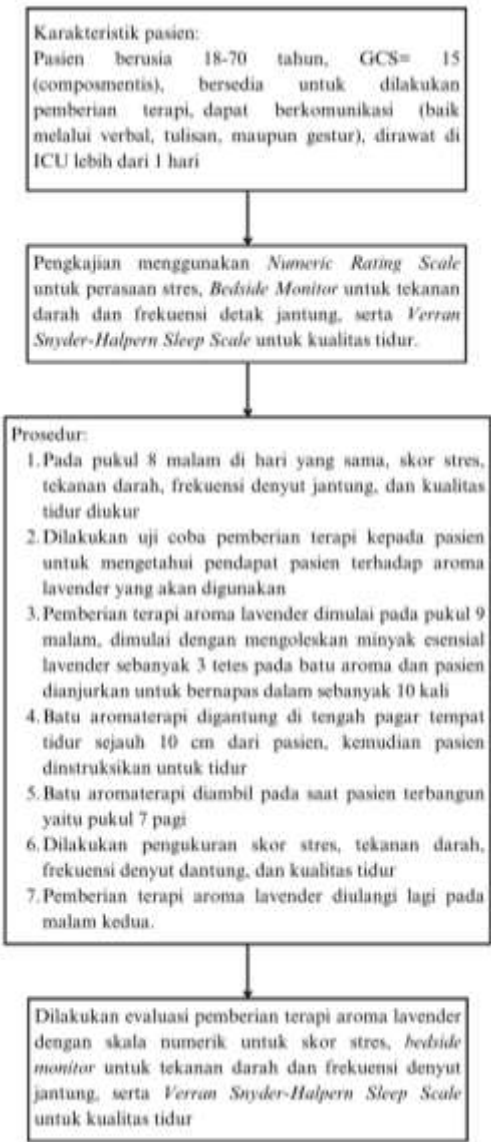 Karakteristik pasien:
Pasien berusia 18-70 tahun, GCS= 15
(composmentis), bersedia untuk dilakukan
pemberian terapi, dapat berkomunikasi (baik
melalui verbal, tulisan, maupun gestur), dirawat di
ICU lebih dari 1 hari
Pengkajian menggunakan Numeric Rating Scale
untuk perasaan stres, Bedside Monitor untuk tekanan
darah dan frekuensi detak jantung, serta Verran
Snyder-Halpern Sleep Scale untuk kualitas tidur.
Prosedur:
1. Pada pukul 8 malam di hari yang sama, skor stres,
tekanan darah, frekuensi denyut jantung, dan kualitas
tidur diukur
2. Dilakukan uji coba pemberian terapi kepada pasien
untuk mengetahui pendapat pasien terhadap aroma
lavender yang akan digunakan
3. Pemberian terapi aroma lavender dimulai pada pukul 9
malam, dimulai dengan mengoleskan minyak esensial
lavender sebanyak 3 tetes pada batu aroma dan pasien
dianjurkan untuk bernapas dalam sebanyak 10 kali
4. Batu aromaterapi digantung di tengah pagar tempat
tidur sejauh 10 cm dari pasien, kemudian pasien
dinstruksikan untuk tidur
5. Batu aromaterapi diambil pada saat pasien terbangun
yaitu pukul 7 pagi
6. Dilakukan pengukuran skor stres, tekanan darah,
frekuensi denyut dantung, dan kualitas tidur
7. Pemberian terapi aroma lavender diulangi lagi pada
malam kedua.
Dilakukan evaluasi pemberian terapi aroma lavender
dengan skala numerik untuk skor stres, bedside
monitor untuk tekanan darah dan frekuensi denyut
jantung, serta Verran Snyder-Halpern Sleep Scale
untuk kualitas tidur